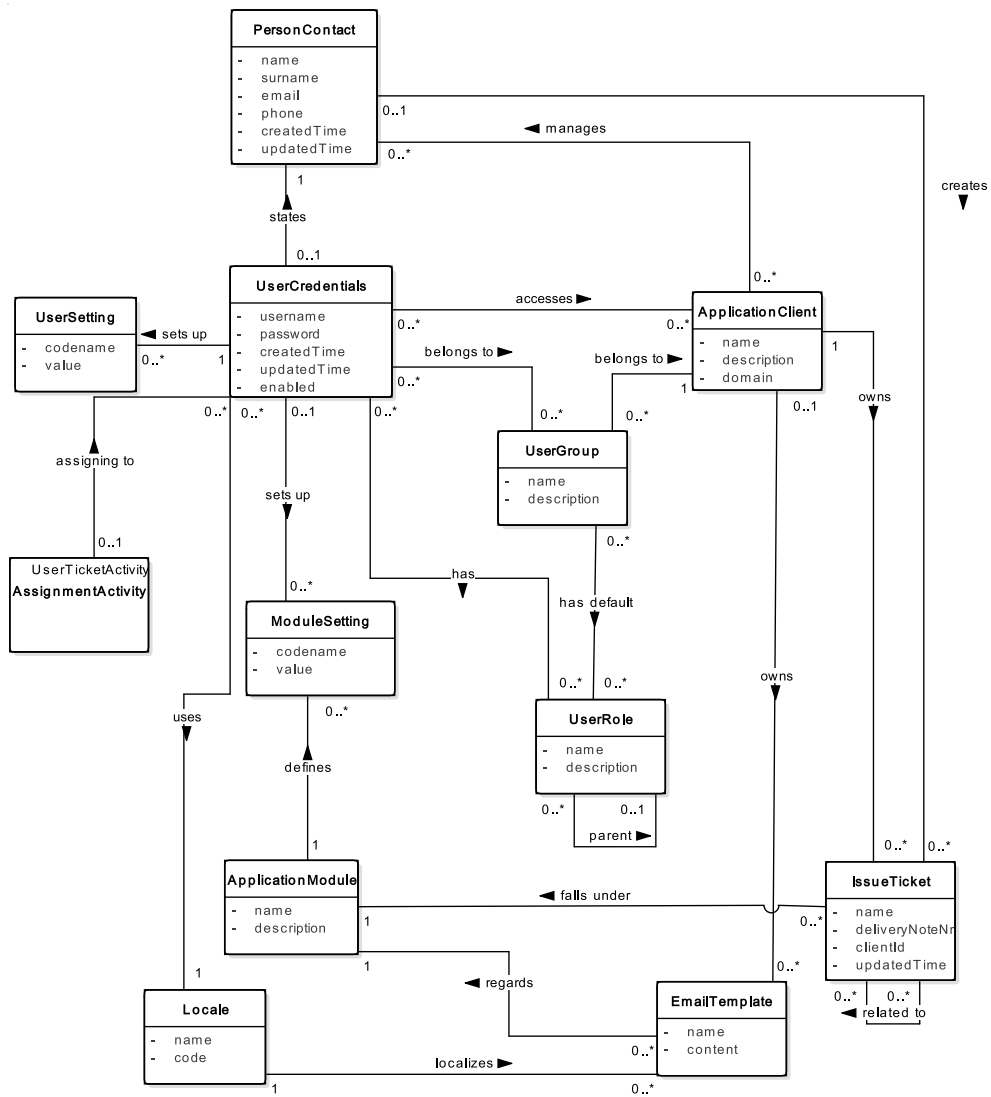 PersonContact
- name
- surname
- email
- phone
- createdTime
- updatedTime
0..1
manages
0..*
1
creates
states
0..1
0..*
UserCredentials
- username
- password
- createdTime
- updatedTime
- enabled
accesses
0..*
0..*
ApplicationClient
- name
- description
- domain
UserSetting
- codename
- value
sets up
0..*
1
belongs to
0..*
belongs to
1
1
0..1
owns
0..*
0..*
0..1
0..*
0..*
0..*
UserGroup
- name
- description
assigning to
sets up
0..1
0..*
UserTicketActivity
AssignmentActivity
has
has default
0..*
ModuleSetting
- codename
- value
owns
0..*
0..*
0..*
UserRole
- name
- description
uses
defines
0..*
0..1
parent
1
0..*
0..*
ApplicationModule
- name
- description
falls under
1
0..*
IssueTicket
- name
- deliveryNoteNr
- clientId
- updatedTime
1
1
0..*
regards
0..*
0..*
related to
Locale
- name
- code
EmailTemplate
- name
- content
0..*
localizes
1
0..*